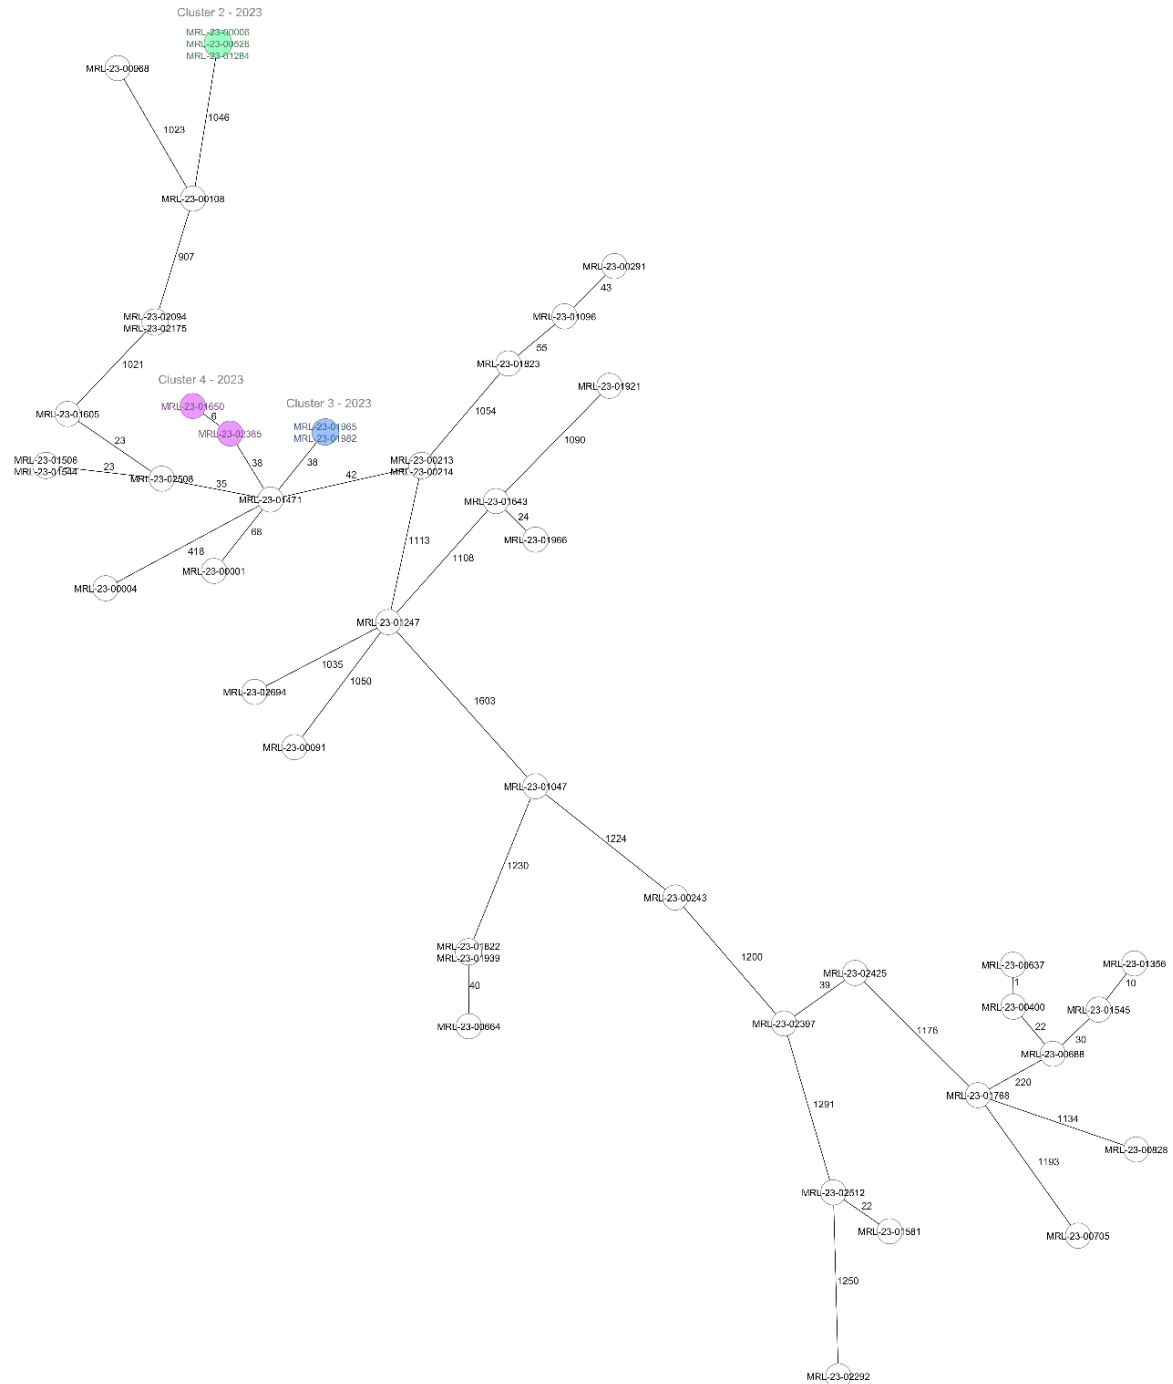 Cluster 2 - 2023
MRL-23-00006
MRL-23-00526
MRL-23-01284
MRL-23-00968
1046
1023
MRL-23-00108
907
MRL-23-00291
43
MRL-23-01096
MRL-23-02094
MRL-23-02175
55
MRL-23-01823
1021
Cluster 4 - 2023
MRL-23-01921
Cluster 3 - 2023
MRL-23-01650
6
MRL-23-01605
1054
MRL-23-01965
MRL-23-01982
MRL-23-02385
23
1090
MRL-23-01506
MRL-23-01544
23
38
38
MRL-23-00213
MRL-23-00214
42
MRL-23-02508
35
MRL-23-01471
MRL-23-01643
24
68
1113
MRL-23-01966
418
1108
MRL-23-00001
MRL-23-00004
MRL-23-01247
1035
1050
MRL-23-02694
1603
MRL-23-00091
MRL-23-01047
1224
1230
MRL-23-00243
MRL-23-01822
MRL-23-01939
1200
MRL-23-00637
MRL-23-01356
MRL-23-02425
40
39
1
10
MRL-23-00400
MRL-23-01545
MRL-23-00664
MRL-23-02397
22
1176
30
MRL-23-00688
220
MRL-23-01768
1291
1134
MRL-23-00828
1193
MRL-23-02512
22
MRL-23-01581
MRL-23-00705
1250
MRL-23-02292